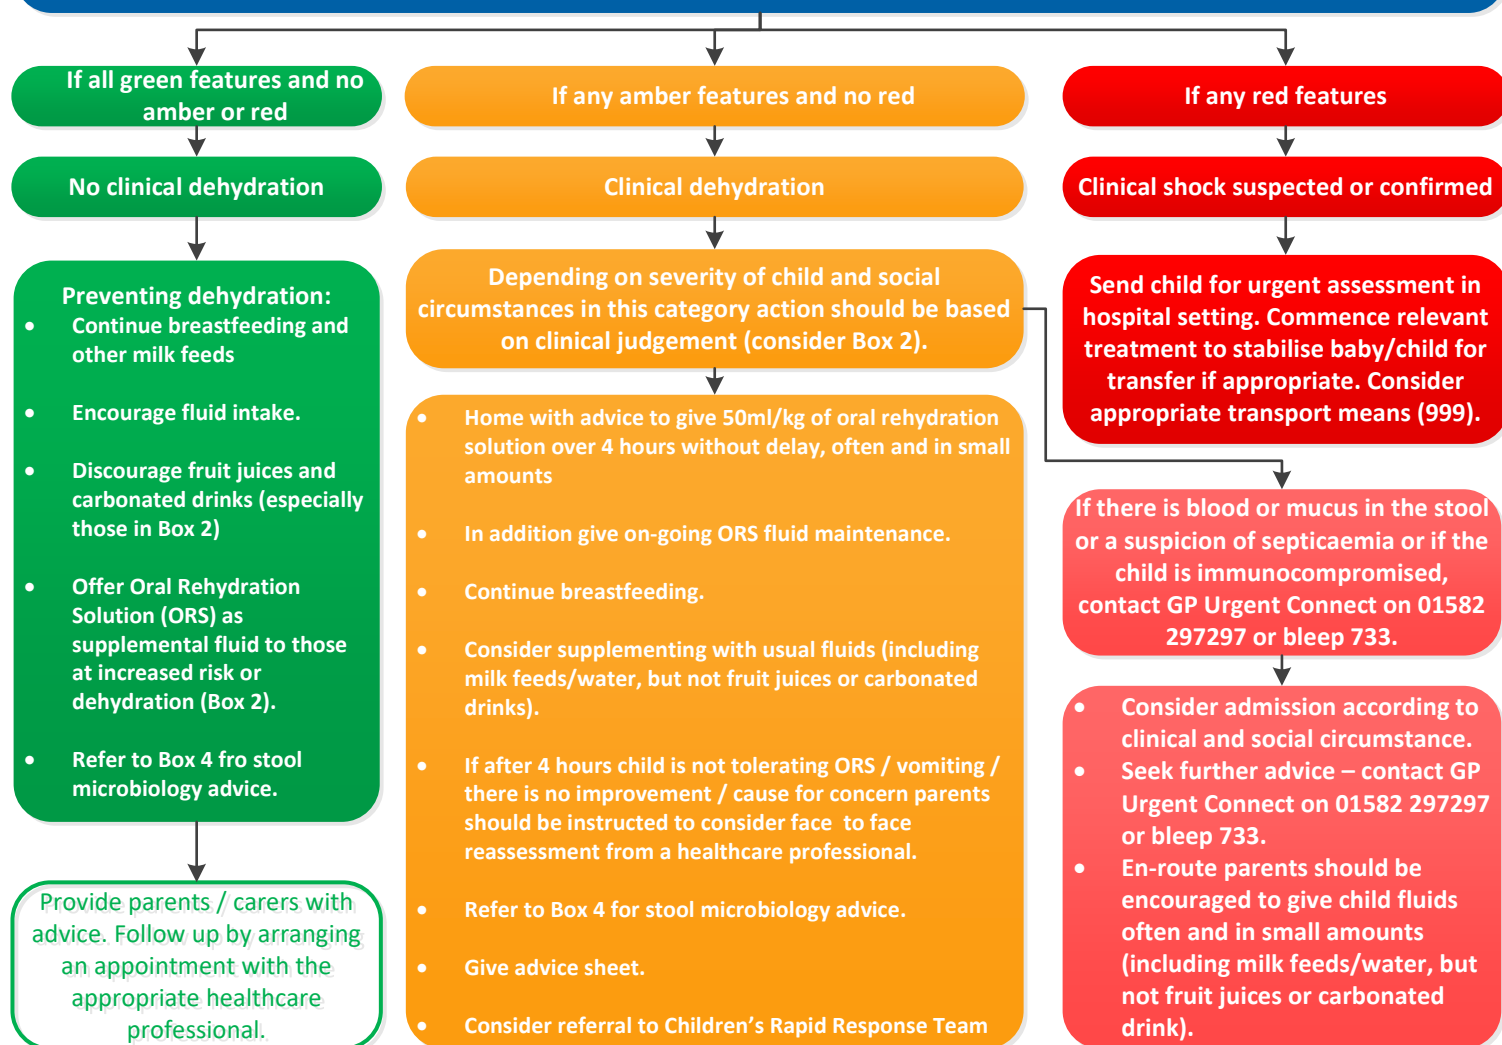 If all green features and no
amber or red
No clinical dehydration
Preventing dehydration:
• Continue breastfeeding and
other milk feeds
• Encourage fluid intake.
• Discourage fruit juices and
carbonated drinks (especially
those in Box 2)
• Offer Oral Rehydration
Solution (ORS) as
supplemental fluid to those
at increased risk or
dehydration (Box 2).
• Refer to Box 4 fro stool
microbiology advice.
Provide parents / carers with
advice. Follow up by arranging
an appointment with the
appropriate healthcare
professional.
If any amber features and no red
Clinical dehydration
Depending on severity of child and social
circumstances in this category action should be based
on clinical judgement (consider Box 2).
• Home with advice to give 50ml/kg of oral rehydration
solution over 4 hours without delay, often and in small
amounts
• In addition give on-going ORS fluid maintenance.
• Continue breastfeeding.
• Consider supplementing with usual fluids (including
milk feeds/water, but not fruit juices or carbonated
drinks).
• If after 4 hours child is not tolerating ORS / vomiting /
there is no improvement / cause for concern parents
should be instructed to consider face to face
reassessment from a healthcare professional.
• Refer to Box 4 for stool microbiology advice.
• Give advice sheet.
• Consider referral to Children's Rapid Response Team
If any red features
Clinical shock suspected or confirmed
Send child for urgent assessment in
hospital setting. Commence relevant
treatment to stabilise baby/child for
transfer if appropriate. Consider
appropriate transport means (999).
If there is blood or mucus in the stool
or a suspicion of septicaemia or if the
child is immunocompromised,
contact GP Urgent Connect on 01582
297297 or bleep 733.
• Consider admission according to
clinical and social circumstance.
• Seek further advice – contact GP
Urgent Connect on 01582 297297
or bleep 733.
• En-route parents should be
encouraged to give child fluids
often and in small amounts
(including milk feeds/water, but
not fruit juices or carbonated
drink).